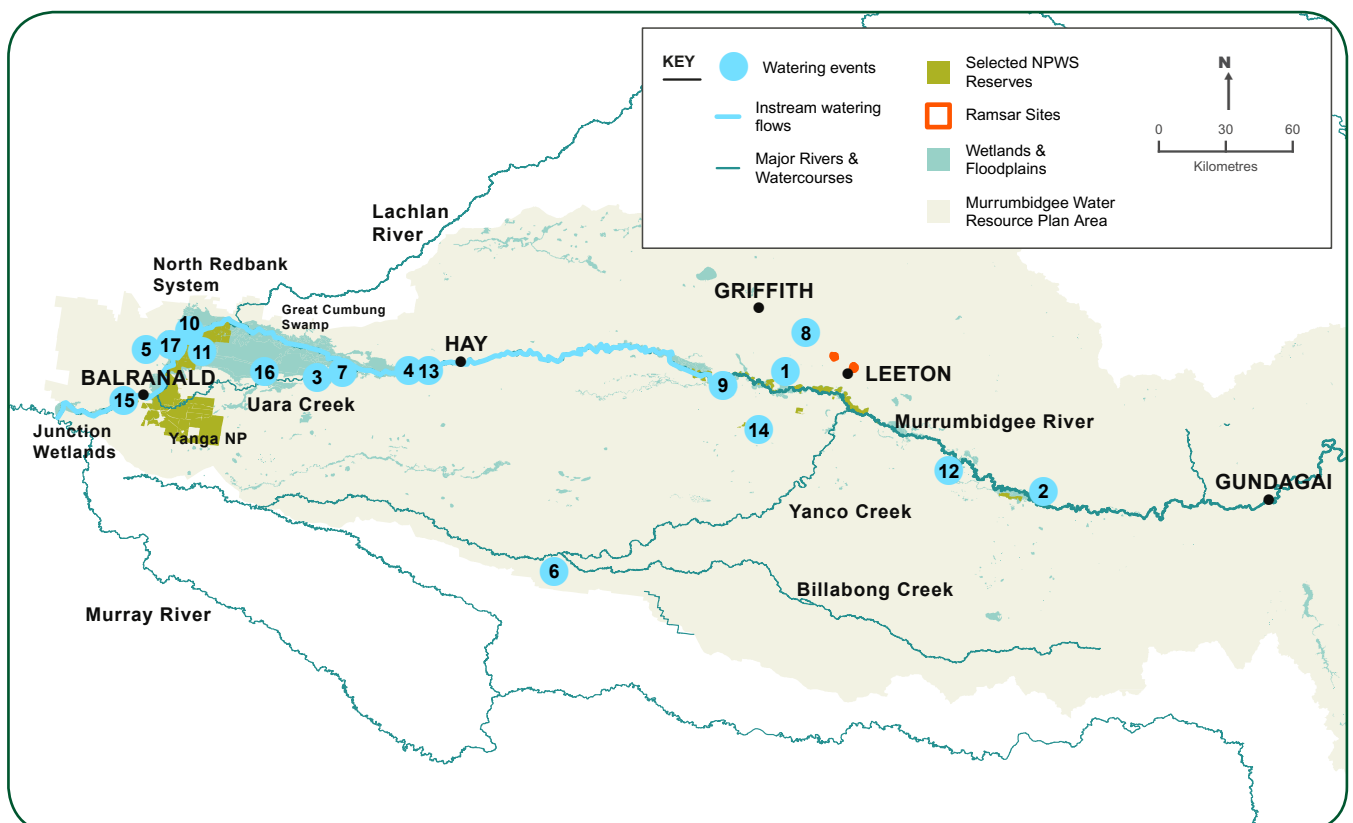 KEY
Watering events
Instream watering
flows
Major Rivers &
Watercourses
Selected NPWS
Reserves
Ramsar Sites
Wetlands &
Floodplains
Murrumbidgee Water
Resource Plan Area
N
0 30 60
Kilometres
Lachlan
River
North Redbank
System
Great Cumbung
Swamp
GRIFFITH
10
8
5
17
11
HAY
16
3
7
4
13
9
1
LEETON
BALRANALD
15
Uara Creek
Junction
Wetlands
Yanga NP
14
Murrumbidgee River
12
2
GUNDAGAI
Yanco Creek
6
Billabong Creek
Murray River